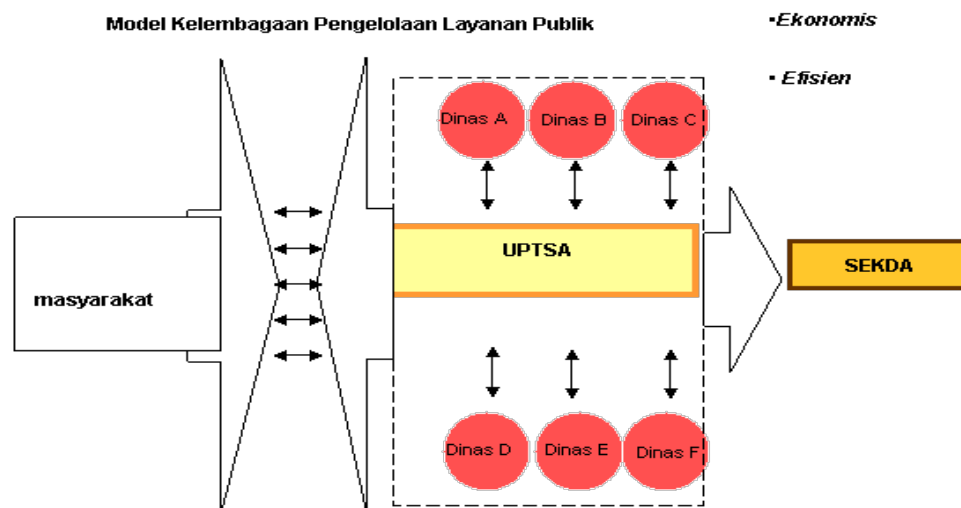 Model Kelembagaan Pengelolaan Layanan Publik
•Ekonomis
• Efisien
Dinas A
Dinas B
Dinas C
UPTSA
SEKDA
masyarakat
Dinas D
Dinas E
Dinas F